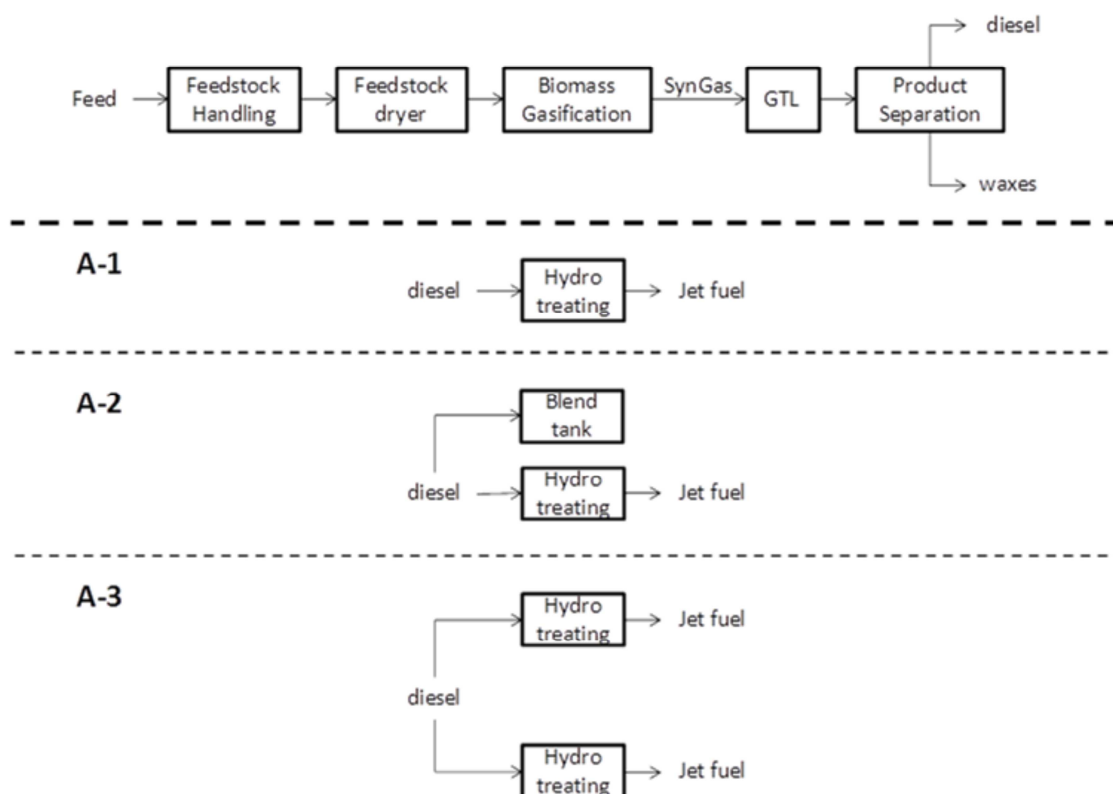 diesel
Feed
Feedstock
Handling
Feedstock
dryer
Biomass
Gasification
SynGas
GTL
Product
Separation
waxes
A-1
diesel
Hydro
treating
Jet fuel
A-2
Blend
tank
diesel
Hydro
treating
Jet fuel
A-3
Hydro
treating
Jet fuel
diesel
Hydro
treating
Jet fuel